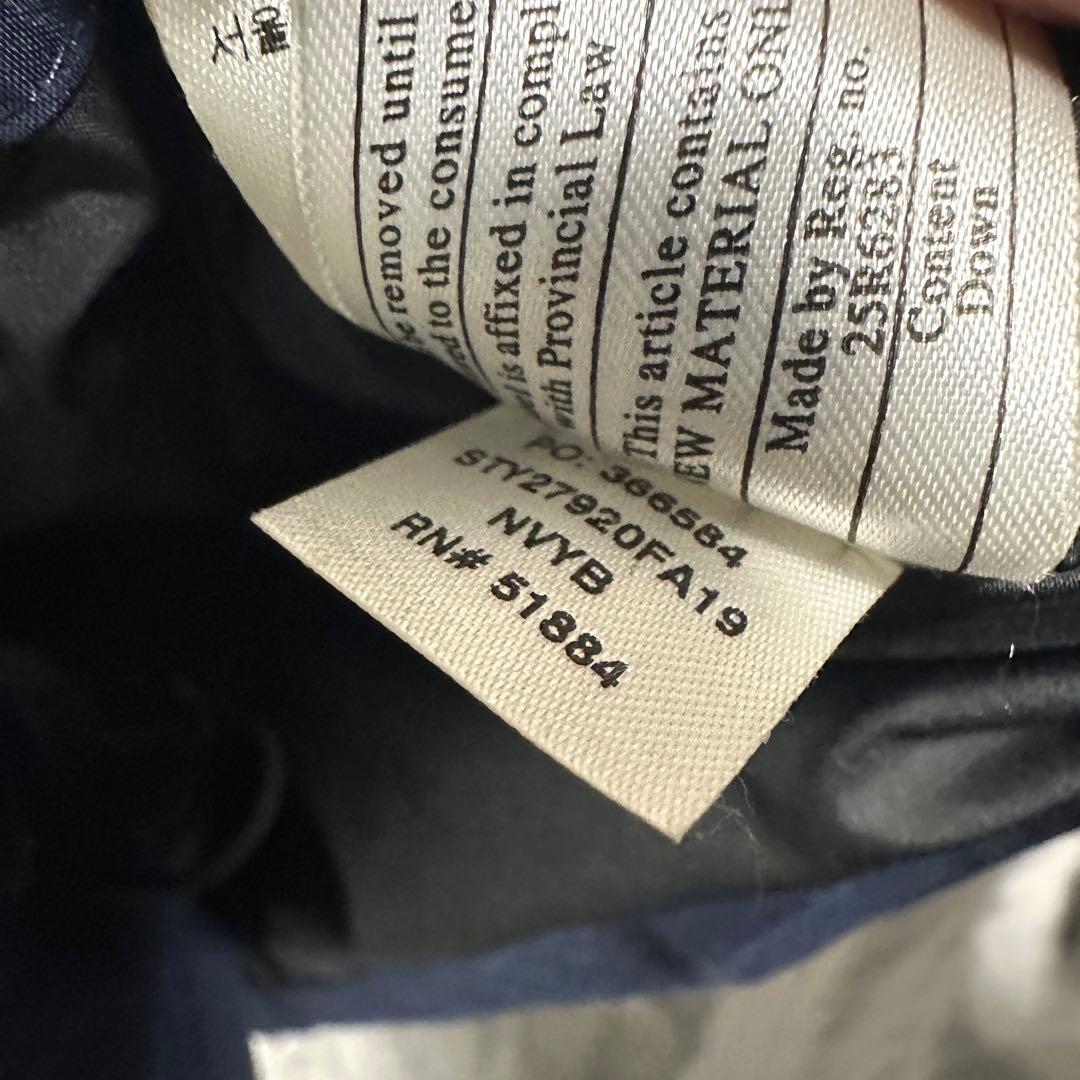 removed until
to the consume
is affixed in compl
with Provincial Law
This article contains
EW MATERIAL ONL
Made by Reg. no.
25R6283
Content
Down
PO: 366584
STY27920FA19
NVYB
RN# 51884